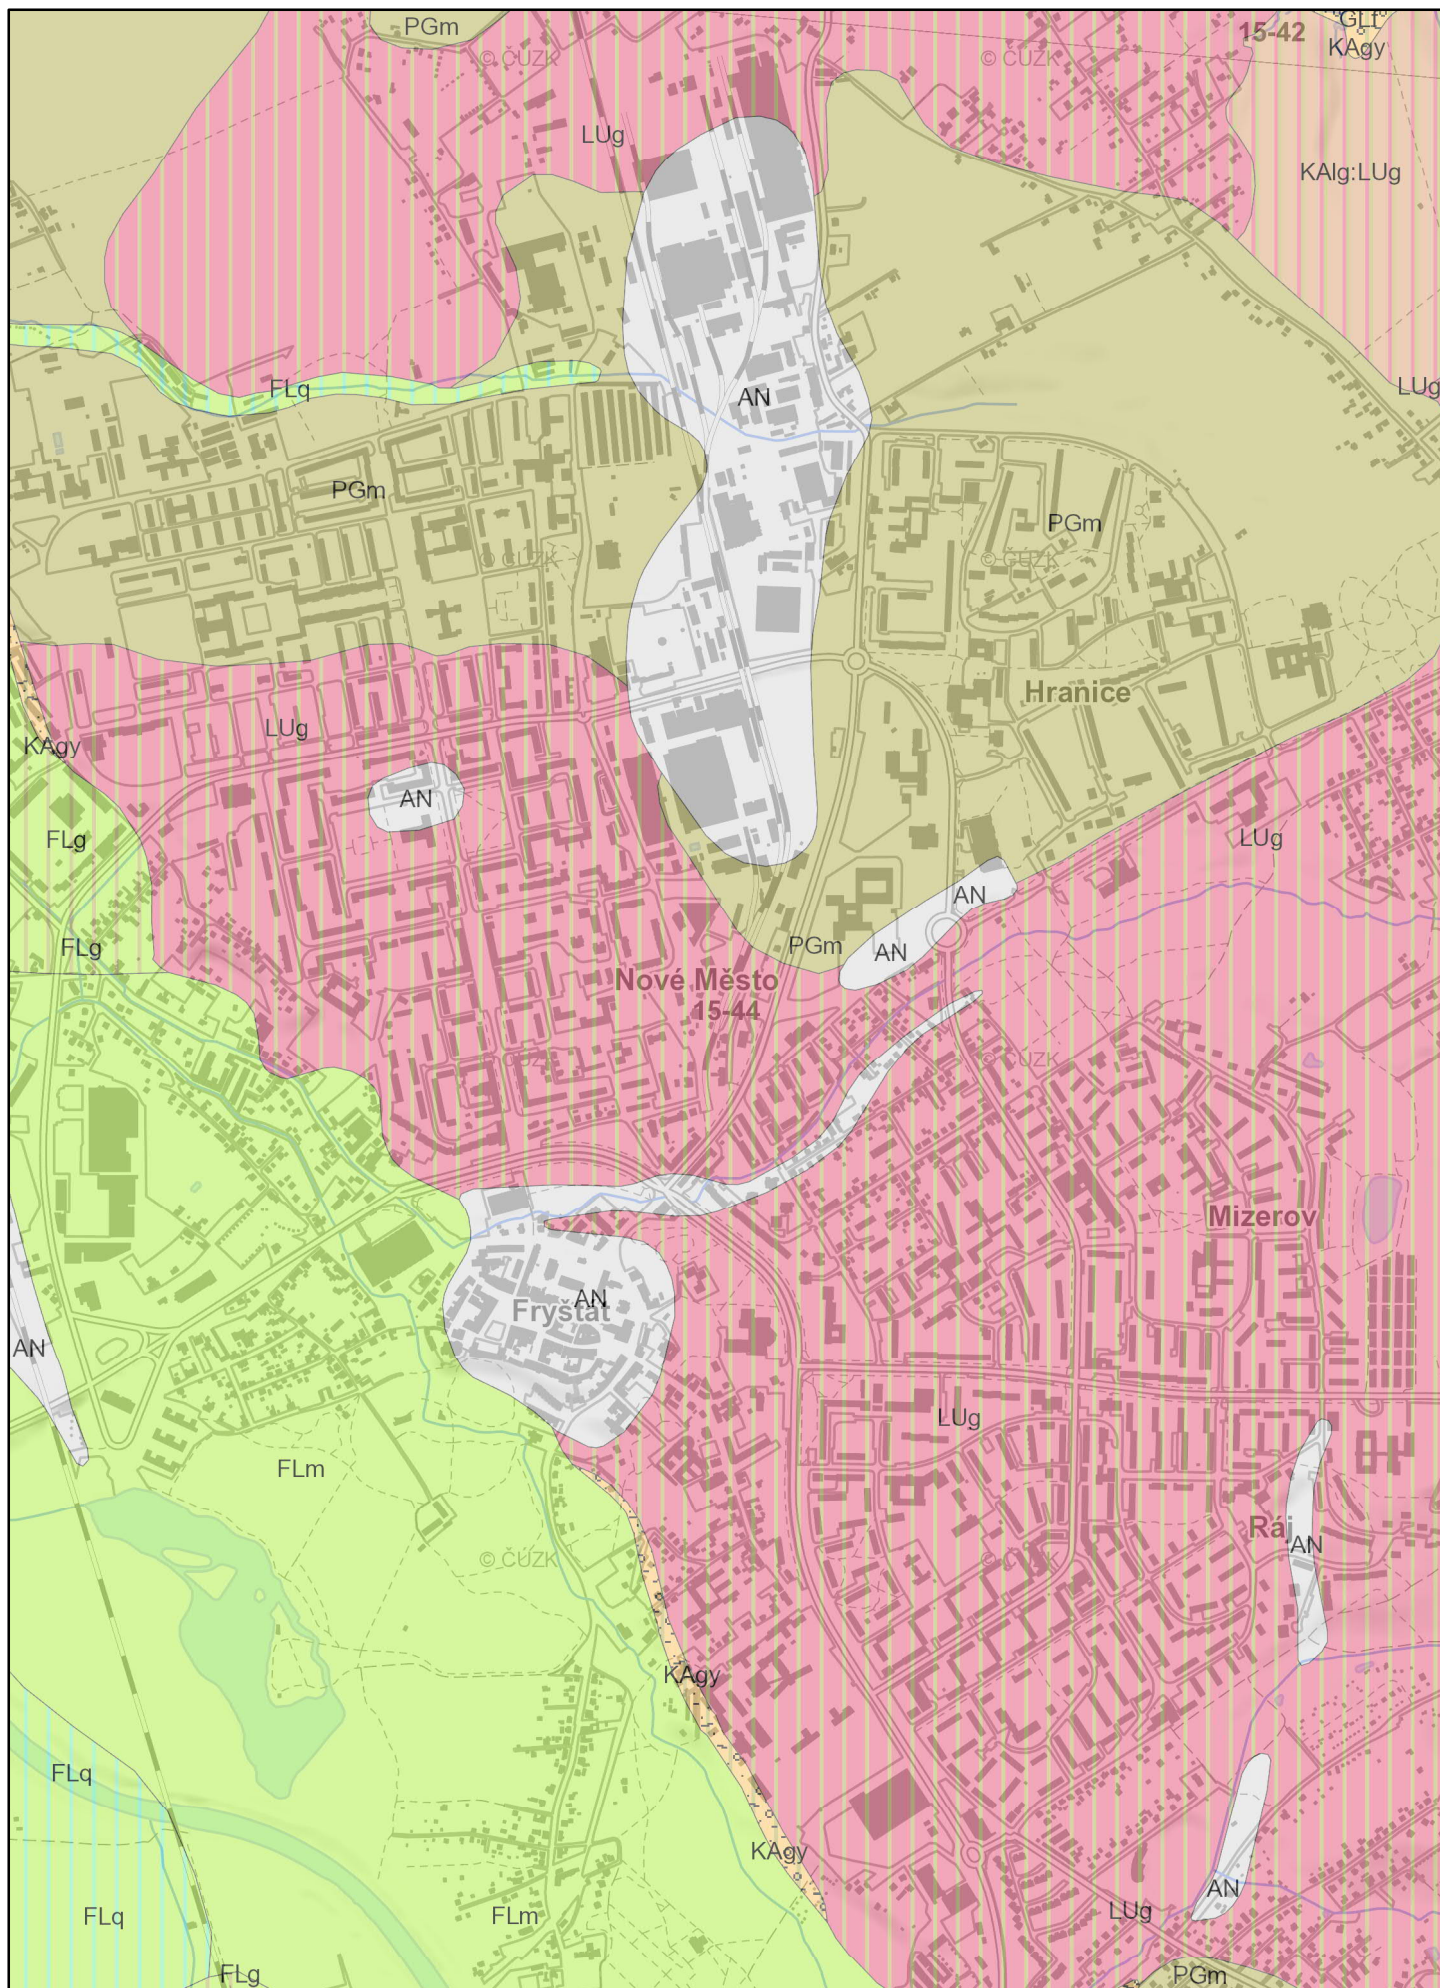 PGm
GLf
15-42
KAgy
© ČÚZK
© ČÚZK
LUg
KAlg:LUg
FLq
AN
LUg
PGm
PGm
© ČÚZK
© ČÚZK
Hranice
LUg
KAgy
AN
FLg
LUg
AN
FLg
PGm
AN
Nové Město
15-44
© ČÚZK
© ČÚZK
Mizerov
AN
Fryštát
AN
LUg
FLm
Ráj
AN
© ČÚZK
© ČÚZK
KAgy
FLq
KAgy
AN
FLq
FLm
LUg
FLg
PGm